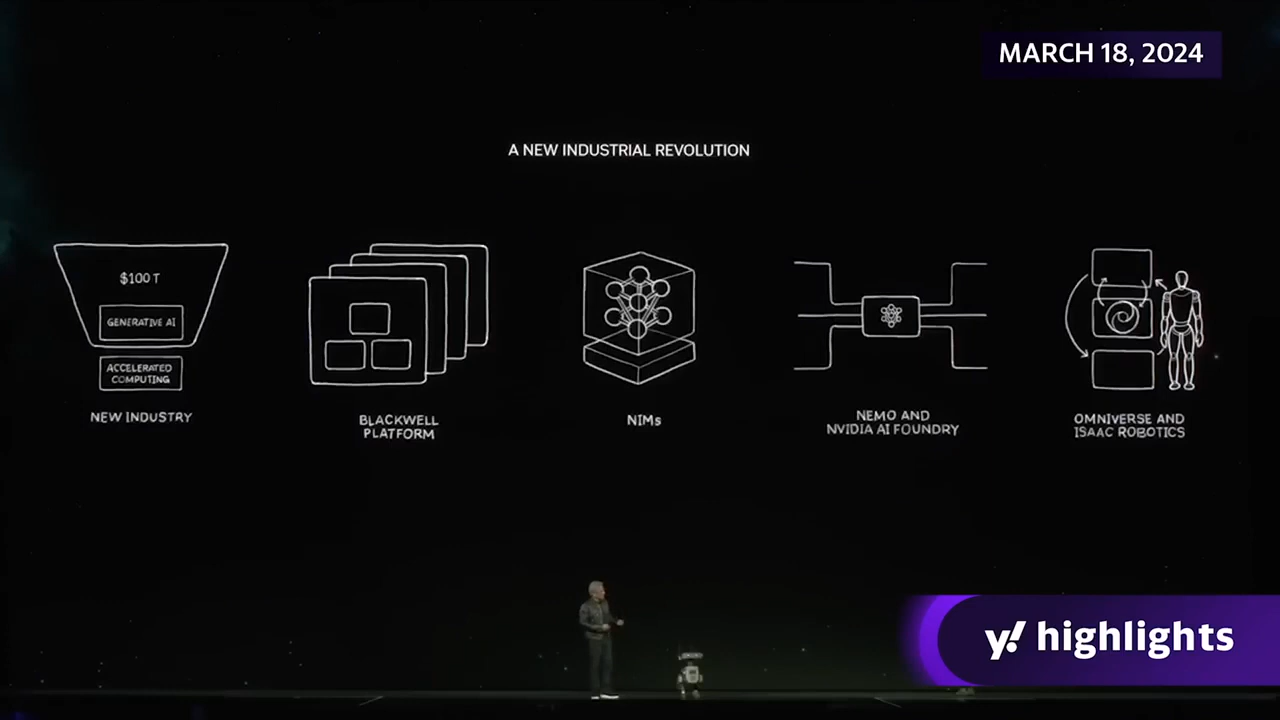 MARCH 18, 2024
A NEW INDUSTRIAL REVOLUTION
$100 T
GENERATIVE AI
ACCELERATED
COMPUTING
NEW INDUSTRY
BLACKWELL
PLATFORM
NIMs
NEMO AND
NVIDIA AI FOUNDRY
OMNIVERSE AND
ISAAC ROBOTICS
y! highlights